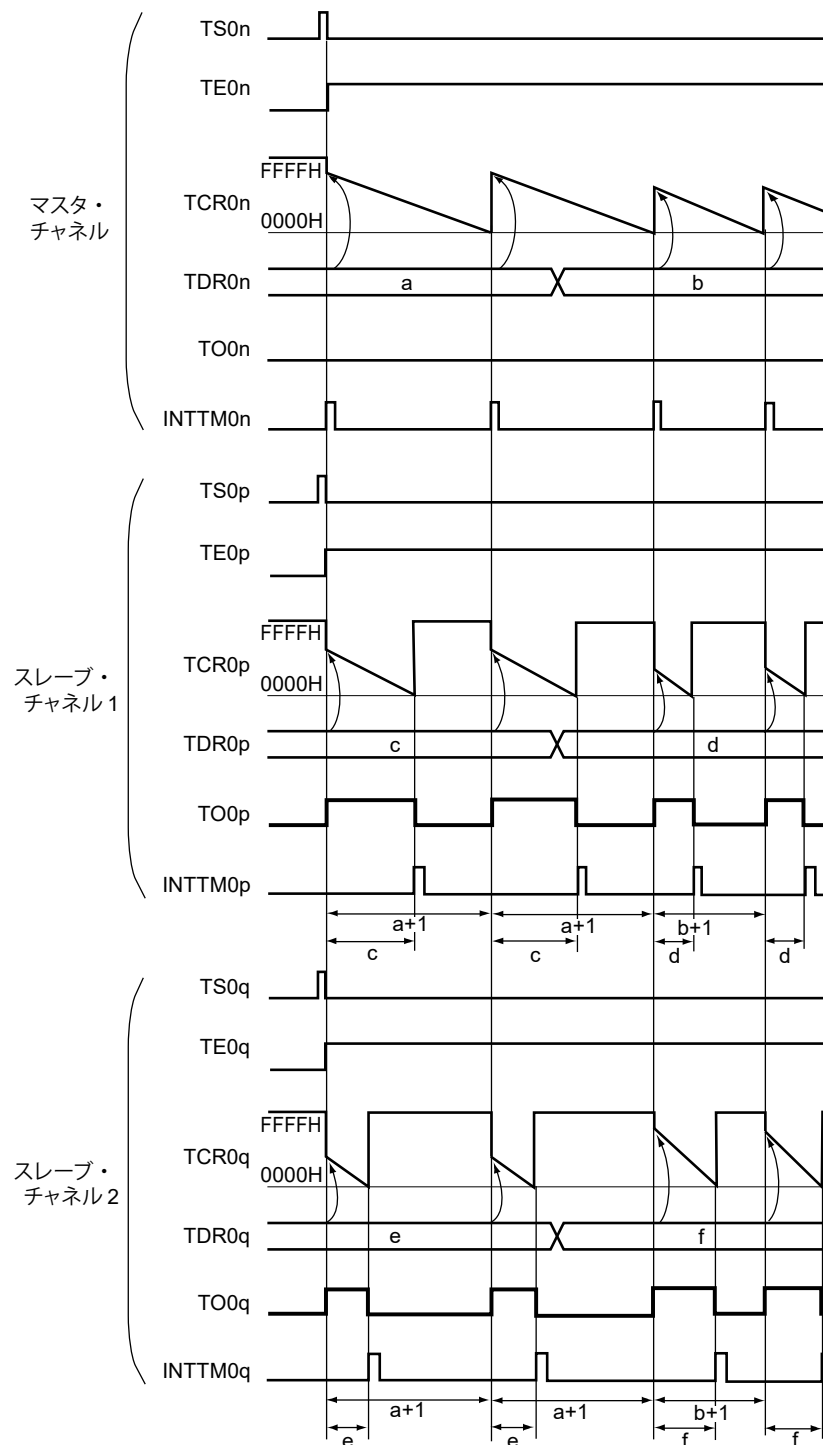 TS0n
TE0n
FFFFH
マスタ・
チャネル
TCR0n
0000H
TDR0n
a
b
TO0n
INTTM0n
TS0p
TE0p
FFFFH
スレーブ・
チャネル1
TCR0p
0000H
TDR0p
c
d
TO0p
INTTM0p
a+1
a+1
b+1
c
c
d
d
TS0q
TE0q
FFFFH
スレーブ・
チャネル2
TCR0q
0000H
TDR0q
e
f
TO0q
INTTM0q
a+1
a+1
b+1
e
e
f
f